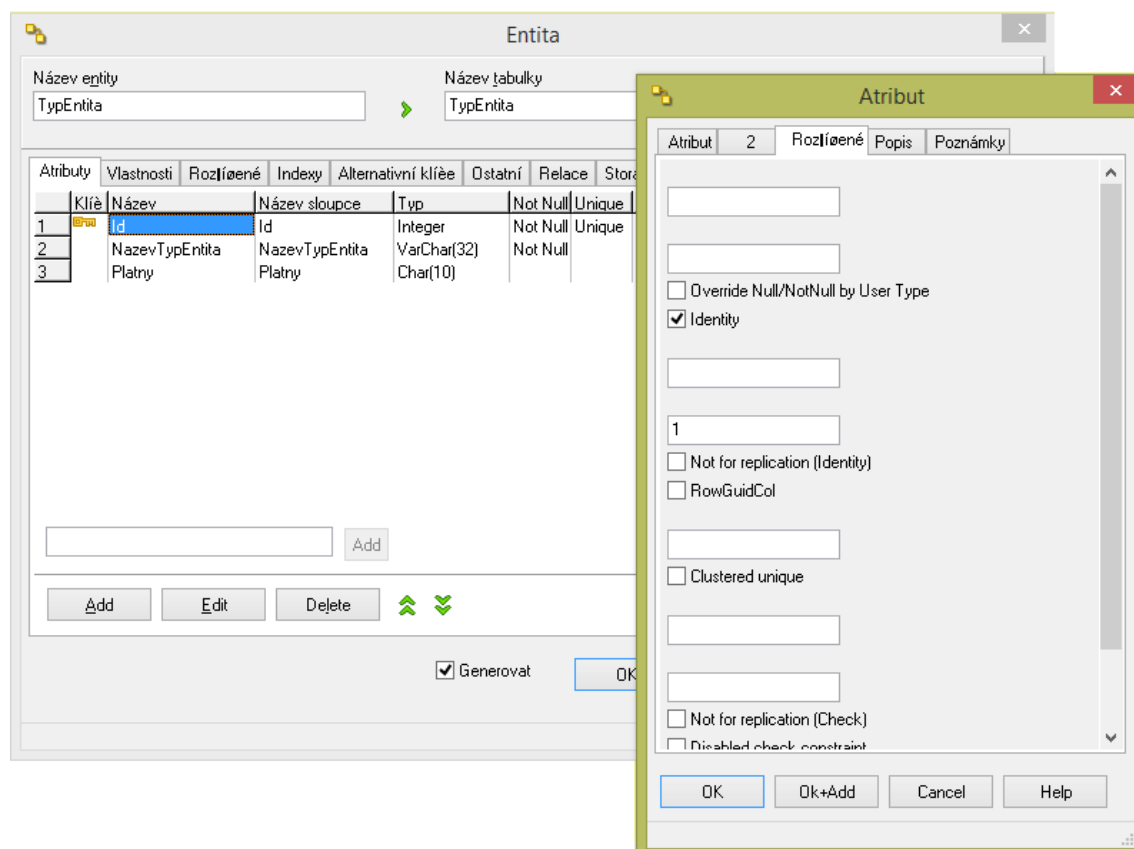 Entita
Název entity
Název tabulky
TypEntita
TypEntita
Atributy Vlastnosti Rozlíøené Indexy Alternativní klíèe Ostatní Relace Stora
Klíè Název Název sloupce Typ Not Null Unique
1 Id Id Integer Not Null Unique
2 NazevTypEntita NazevTypEntita VarChar(32) Not Null
3 Platny Platny Char(10)
Add
Add Edit Delete
Generovat OK
Atribut
Atribut 2 Rozlíøené Popis Poznámky
Override Null/NotNull by User Type
Identity
1
Not for replication (Identity)
RowGuidCol
Clustered unique
Not for replication (Check)
Disabled check constraint
OK Ok+Add Cancel Help